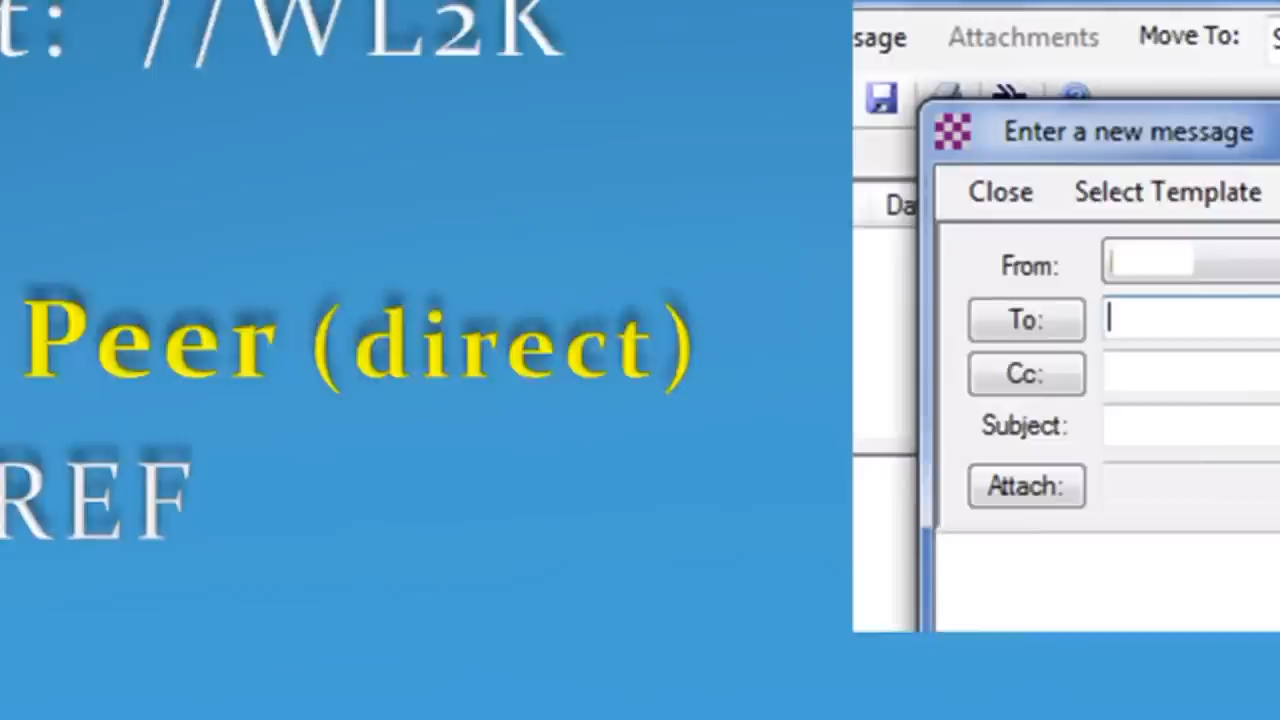 t: //WL2K
Peer (direct)
REF
sage Attachments Move To: S
Enter a new message
Close Select Template
Da
From:
To:
Cc:
Subject:
Attach: